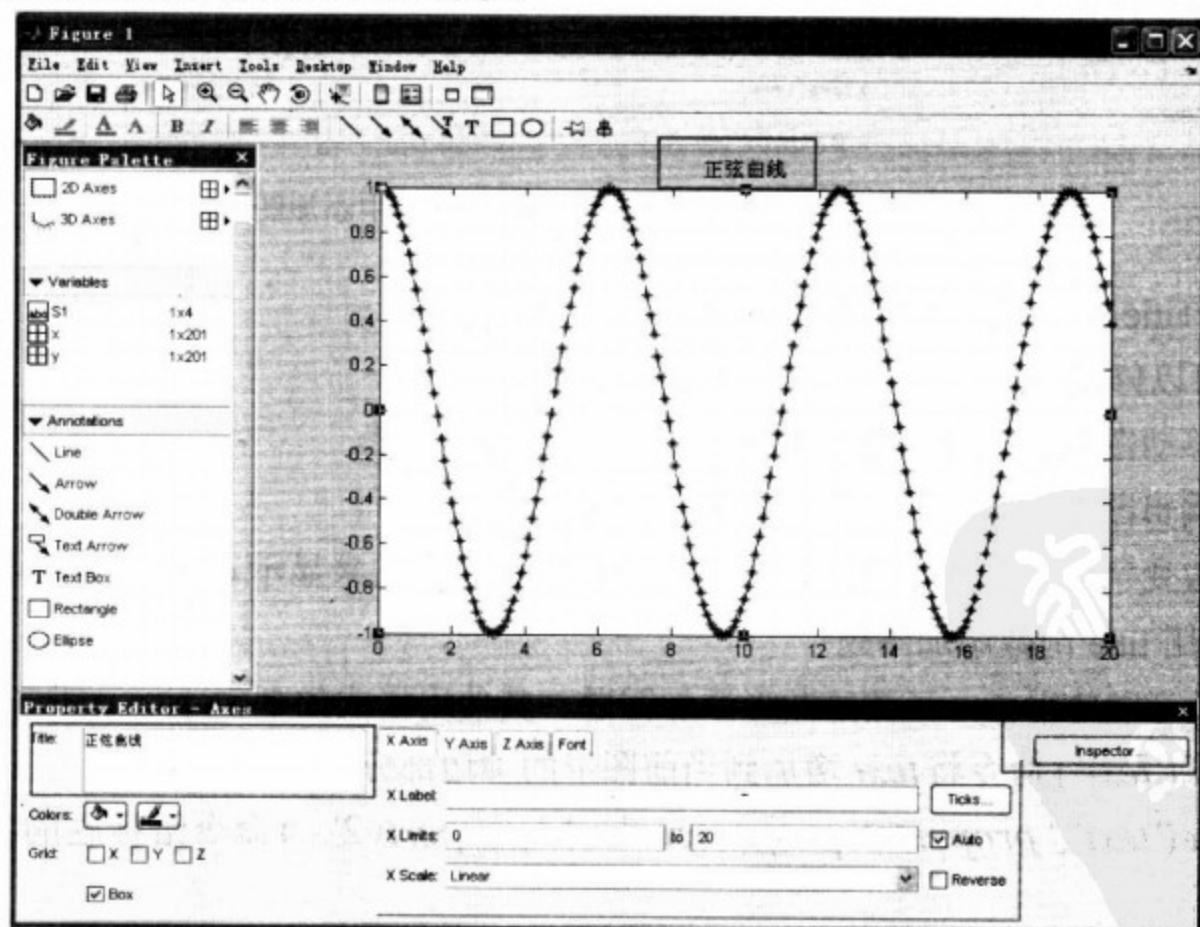 Figure 1
File Edit View Insert Tools Desktop Window Help
B I T
Figure Palette
2D Axes
3D Axes
Variables
abc S1 1x4
x 1x201
y 1x201
Annotations
Line
Arrow
Double Arrow
Text Arrow
T Text Box
Rectangle
Ellipse
正弦曲线
1
0.8
0.6
0.4
0.2
0
-0.2
-0.4
-0.6
-0.8
-1
0 2 4 6 8 10 12 14 16 18 20
Property Editor - Axes
Title: 正弦曲线
Colors:
Grid: X Y Z
Box
X Axis Y Axis Z Axis Font
X Label:
Ticks...
X Limits: 0 to 20
Auto
X Scale: Linear
Reverse
Inspector...